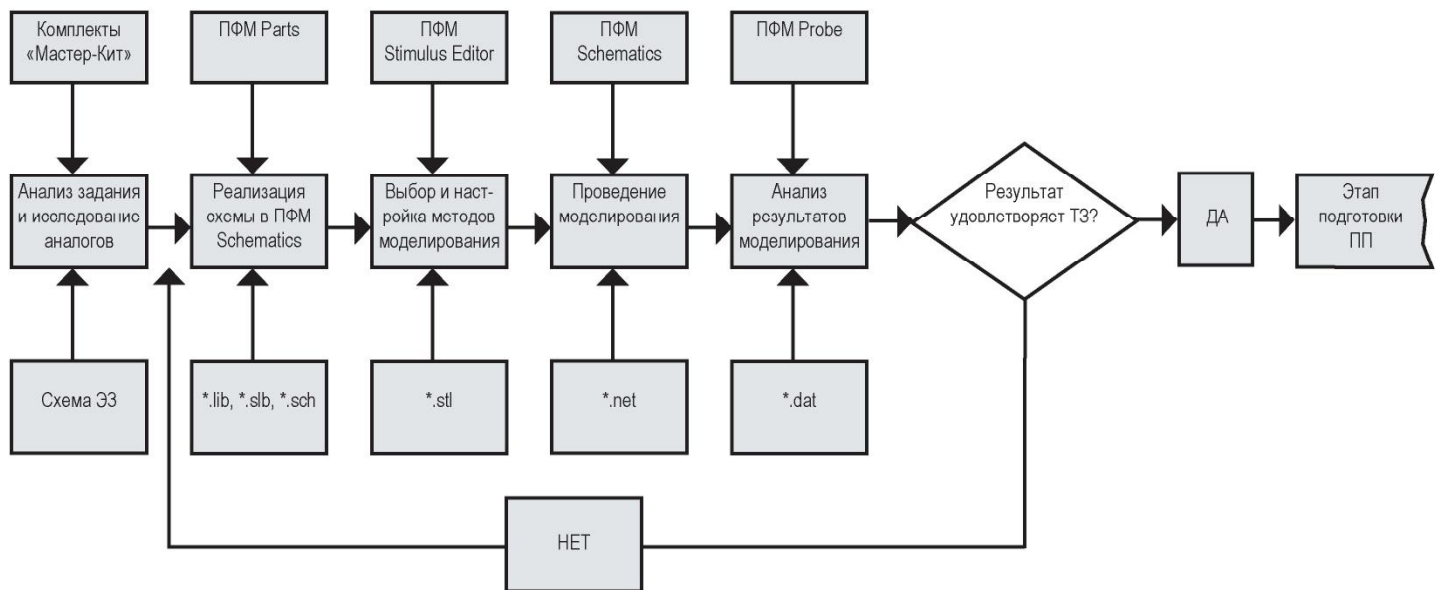 Комплекты
«Мастер-Кит»
ПФМ Parts
ПФМ
Stimulus Editor
ПФМ
Schematics
ПФМ Probe
Анализ задания
и исследование
аналогов
Реализация
схемы в ПФМ
Schematics
Выбор и наст-
ройка методов
моделирования
Проведение
моделирования
Анализ
результатов
моделирования
Результат
удовлетворяет ТЗ?
ДА
Этап
подготовки
ПП
Схема ЭЗ
*.lib, *.slb, *.sch
*.stl
*.net
*.dat
НЕТ